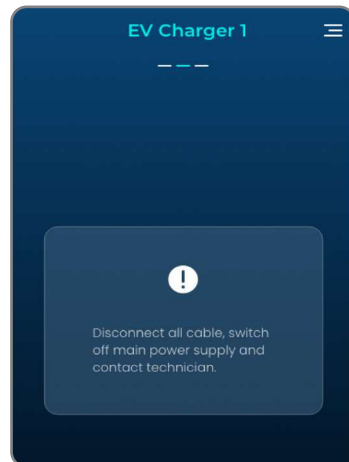 EV Charger 1
Disconnect all cable, switch
off main power supply and
contact technician.